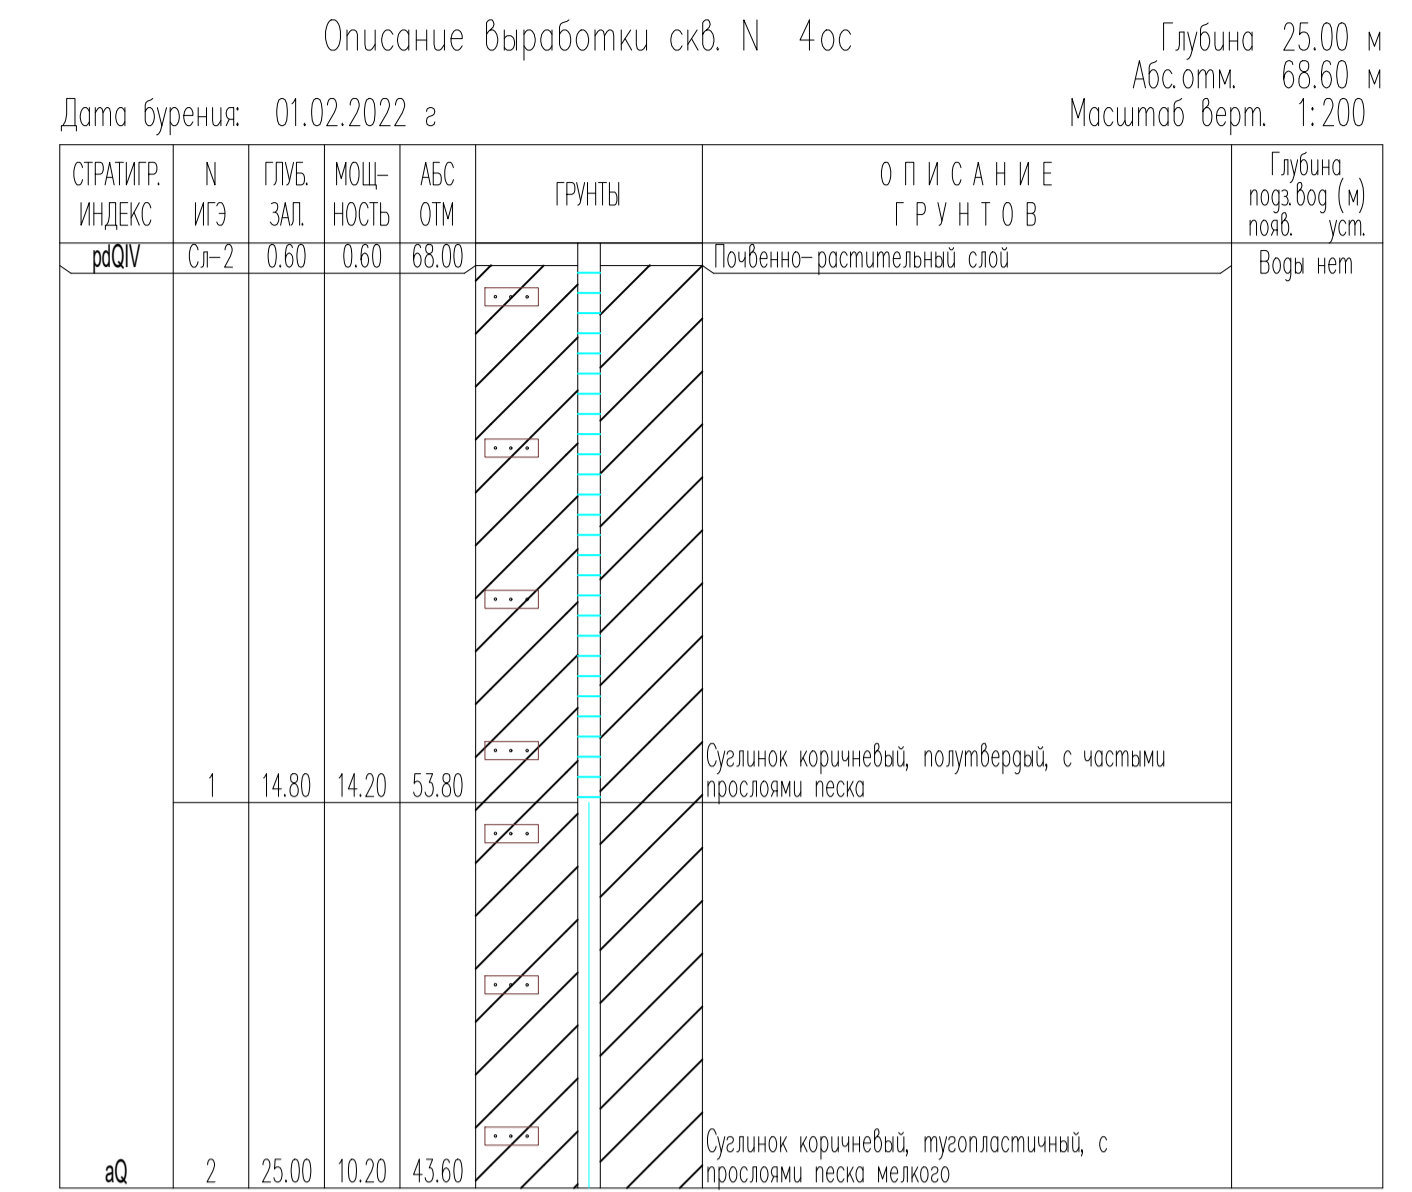 Описание выработки скв. N 4ос
Глубина 25.00 м
Абс.отм. 68.60 м
Дата бурения: 01.02.2022 г
Масштаб верт. 1:200
СТРАТИГР. ИНДЕКС
N ИГЭ
ГЛУБ. ЗАЛ.
МОЩ- НОСТЬ
АБС ОТМ
ГРУНТЫ
ОПИСАНИЕ
ГРУНТОВ
Глубина
подз.вод (м)
появ. уст.
pdQIV Сл-2 0.60 0.60 68.00 Почвенно-растительный слой
Воды нет
Суглинок коричневый, полутвердый, с частыми
1 14.80 14.20 53.80 прослоями песка
Суглинок коричневый, тугопластичный, с
aQ 2 25.00 10.20 43.60 прослоями песка мелкого